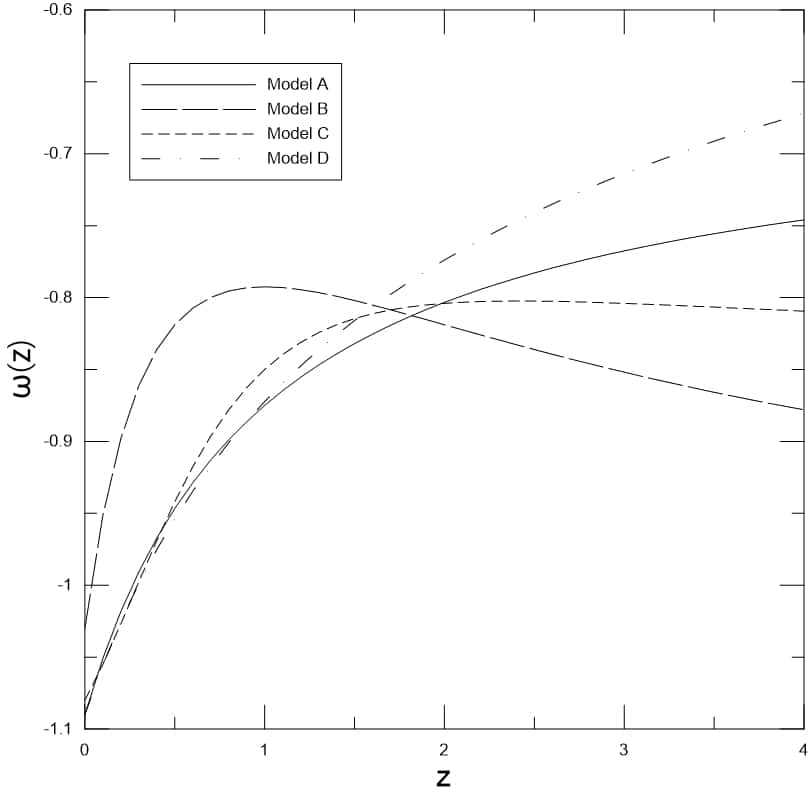 -0.6
Model A
Model B
Model C
Model D
-0.7
-0.8
ω(z)
-0.9
-1
-1.1
0 1 2 3 4
z